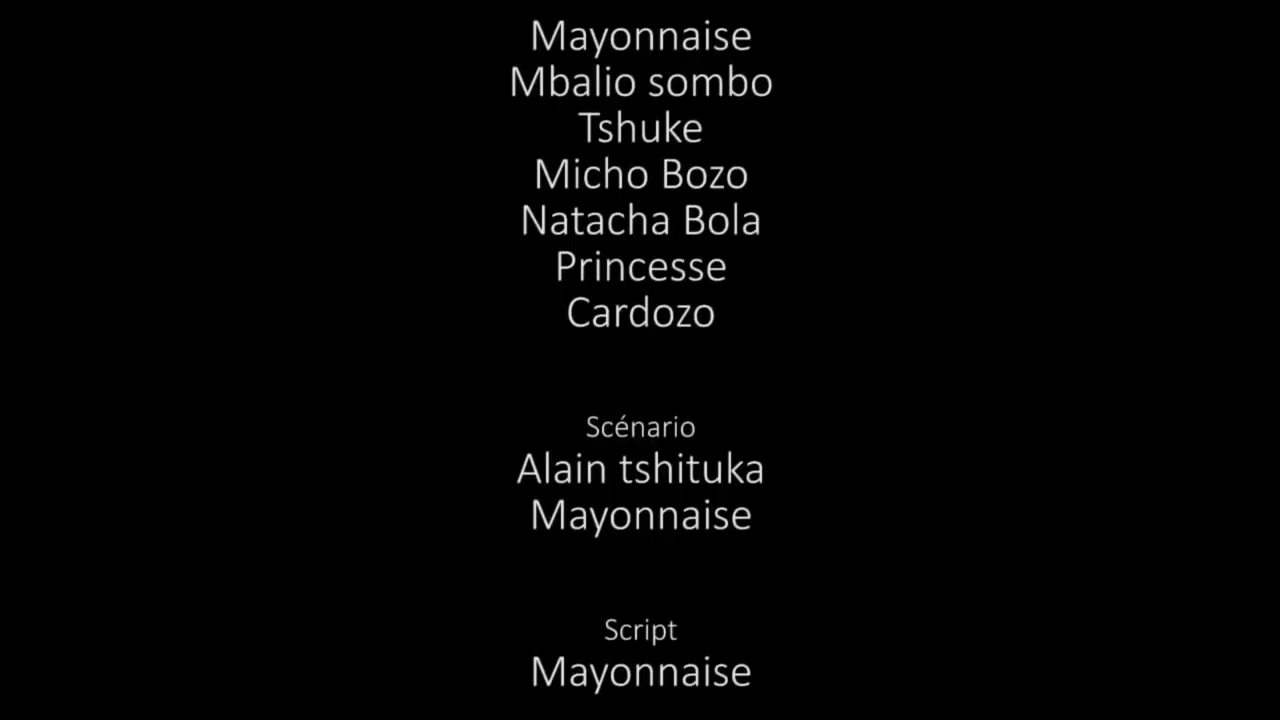 Mayonnaise
Mbalio sombo
Tshuke
Micho Bozo
Natacha Bola
Princesse
Cardozo
Scénario
Alain tshituka
Mayonnaise
Script
Mayonnaise